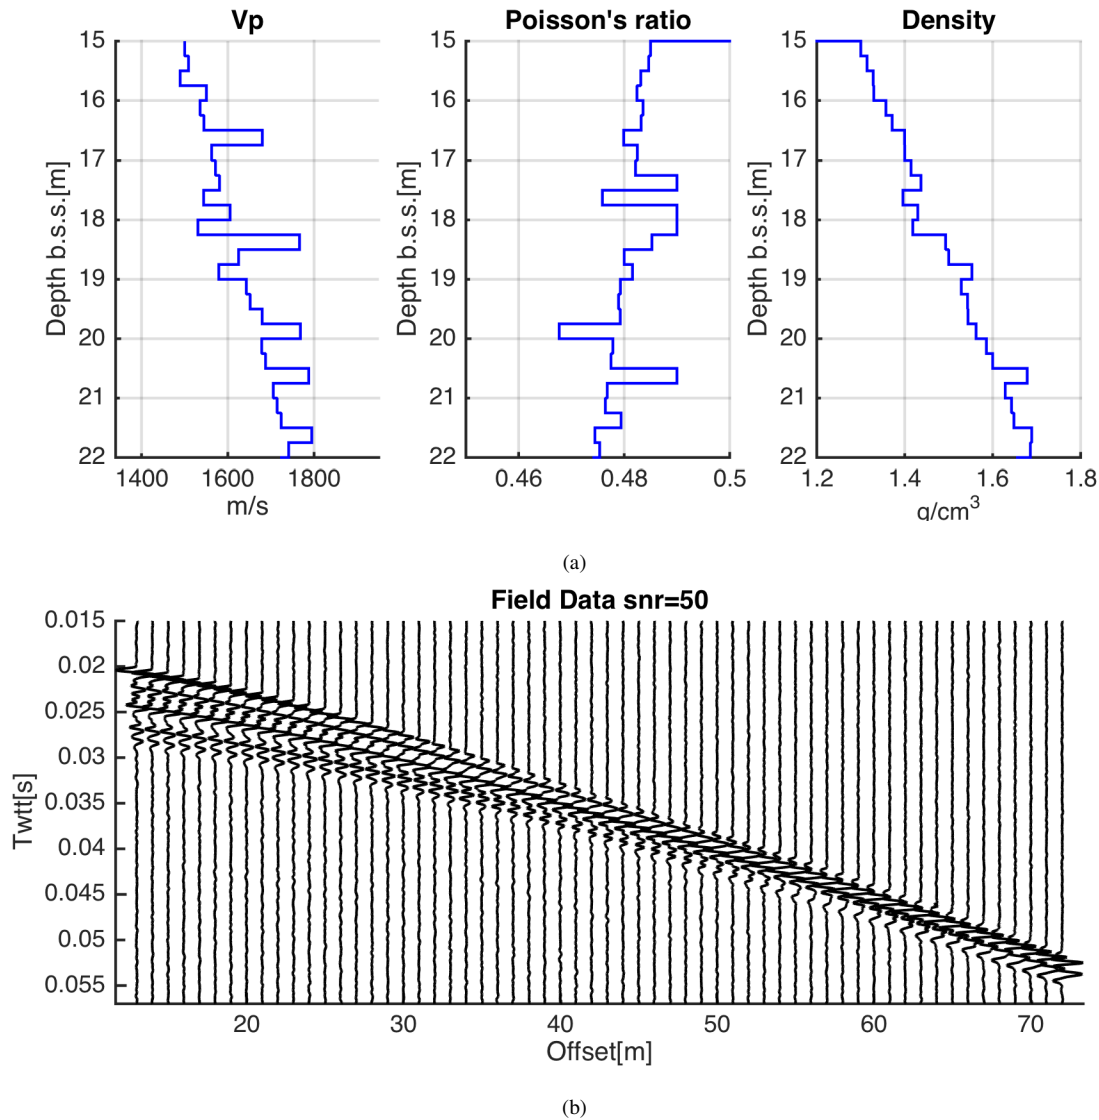 Vp
Poisson's ratio
Density
15
16
17
18
19
20
21
22
Depth b.s.s.[m]
1400 1600 1800
m/s
15
16
17
18
19
20
21
22
Depth b.s.s.[m]
0.46 0.48 0.5
15
16
17
18
19
20
21
22
Depth b.s.s.[m]
1.2 1.4 1.6 1.8
g/cm³
(a)
Field Data snr=50
0.015
0.02
0.025
0.03
0.035
0.04
0.045
0.05
0.055
Twtt[s]
20 30 40 50 60 70
Offset[m]
(b)